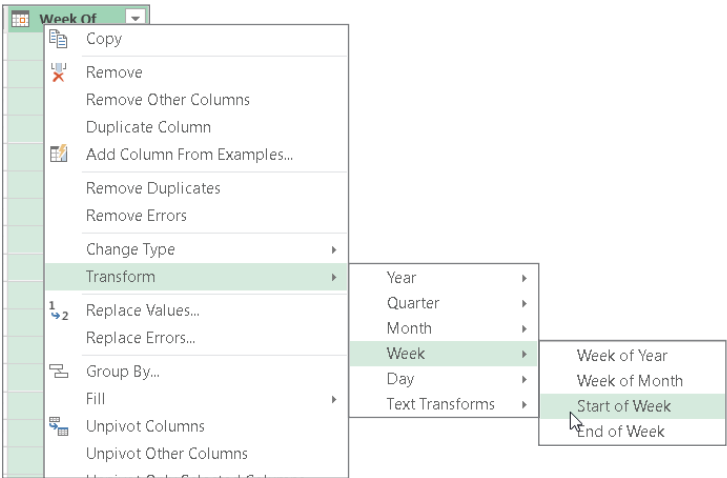 Week Of
Copy
Remove
Remove Other Columns
Duplicate Column
Add Column From Examples...
Remove Duplicates
Remove Errors
Change Type
Transform
1
2
Replace Values...
Replace Errors...
Group By...
Fill
Unpivot Columns
Unpivot Other Columns
Year
Quarter
Month
Week
Day
Text Transforms
Week of Year
Week of Month
Start of Week
End of Week